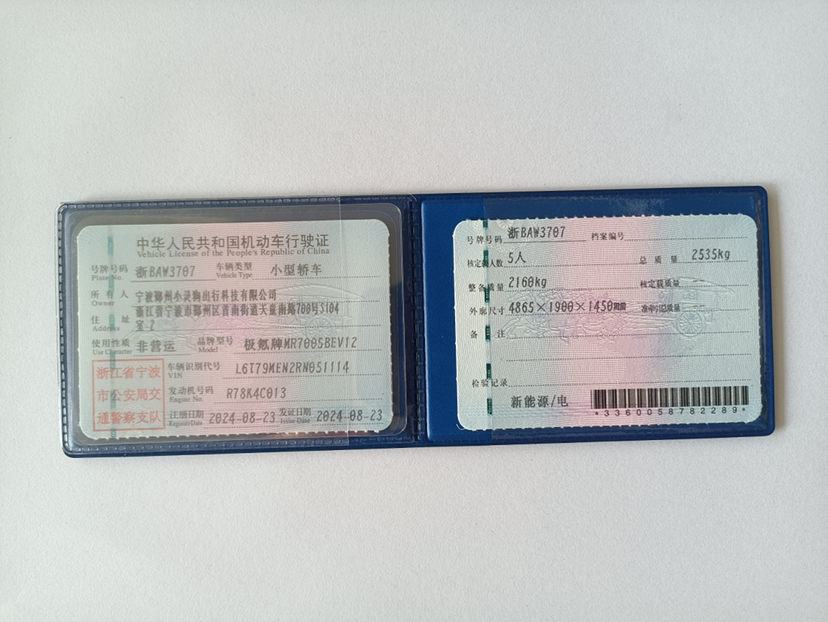 中华人民共和国机动车行驶证
Vehicle License of the People's Republic of China
号牌号码 浙BAW3707 车辆类型 小型轿车
Plate No. Vehicle Type
所有人 宁波鄞州小灵狗出行科技有限公司
Owner
住址 浙江省宁波市鄞州区首南街道天童南路700号S104
Address 室-2
使用性质 非营运 品牌型号 极氪牌MR7005BEV12
Use Character Model
浙江省宁波
市公安局交
通警察支队
车辆识别代号 L6T79MEN2RN051114
VIN
发动机号码 R78K4C013
Engine No.
注册日期 2024-08-23 发证日期 2024-08-23
Register Date Issue Date
号牌号码 浙BAW3707 档案编号
核定载人数 5人 总质量 2535kg
整备质量 2160kg 核定载质量
外廓尺寸 4865×1900×1450mm 准牵引总质量
备注
检验记录
新能源/电
*3360058782289*